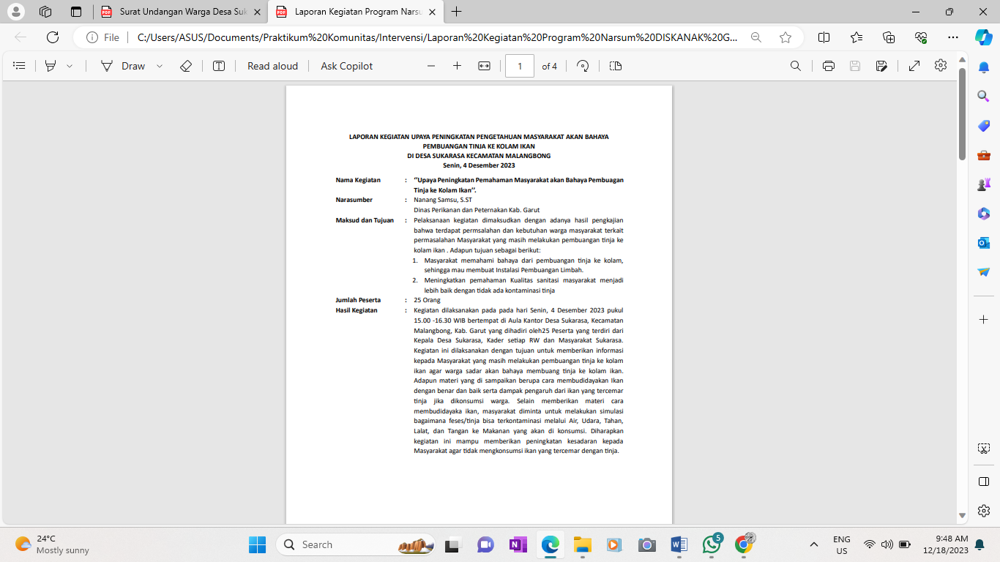 Surat Undangan Warga Desa Suk
Laporan Kegiatan Program Narsu
File
C:/Users/ASUS/Documents/Praktikum%20Komunitas/Intervensi/Laporan%20Kegiatan%20Program%20Narsum%20DISKANAK%20G...
Draw
Read aloud
Ask Copilot
1
of 4
LAPORAN KEGIATAN UPAYA PENINGKATAN PENGETAHUAN MASYARAKAT AKAN BAHAYA
PEMBUANGAN TINJA KE KOLAM IKAN
DI DESA SUKARASA KECAMATAN MALANGBONG
Senin, 4 Desember 2023
Nama Kegiatan : “Upaya Peningkatan Pemahaman Masyarakat akan Bahaya Pembuagan
Tinja ke Kolam Ikan”.
Narasumber : Nanang Samsu, S.ST
Dinas Perikanan dan Peternakan Kab. Garut
Maksud dan Tujuan : Pelaksanaan kegiatan dimaksudkan dengan adanya hasil pengkajian
bahwa terdapat permsalahan dan kebutuhan warga masyarakat terkait
permasalahan Masyarakat yang masih melakukan pembuangan tinja ke
kolam ikan . Adapun tujuan sebagai berikut:
1. Masyarakat memahami bahaya dari pembuangan tinja ke kolam,
sehingga mau membuat Instalasi Pembuangan Limbah.
2. Meningkatkan pemahaman Kualitas sanitasi masyarakat menjadi
lebih baik dengan tidak ada kontaminasi tinja
Jumlah Peserta : 25 Orang
Hasil Kegiatan : Kegiatan dilaksanakan pada pada hari Senin, 4 Desember 2023 pukul
15.00 -16.30 WIB bertempat di Aula Kantor Desa Sukarasa, Kecamatan
Malangbong, Kab. Garut yang dihadiri oleh25 Peserta yang terdiri dari
Kepala Desa Sukarasa, Kader setiap RW dan Masyarakat Sukarasa.
Kegiatan ini dilaksanakan dengan tujuan untuk memberikan informasi
kepada Masyarakat yang masih melakukan pembuangan tinja ke kolam
ikan agar warga sadar akan bahaya membuang tinja ke kolam ikan.
Adapun materi yang di sampaikan berupa cara membudidayakan Ikan
dengan benar dan baik serta dampak pengaruh dari ikan yang tercemar
tinja jika dikonsumsi warga. Selain memberikan materi cara
membudidayaka ikan, masyarakat diminta untuk melakukan simulasi
bagaimana feses/tinja bisa terkontaminasi melalui Air, Udara, Tahan,
Lalat, dan Tangan ke Makanan yang akan di konsumsi. Diharapkan
kegiatan ini mampu memberikan peningkatan kesadaran kepada
Masyarakat agar tidak mengkonsumsi ikan yang tercemar dengan tinja.
24°C
Mostly sunny
Search
5
ENG
US
9:48 AM
12/18/2023